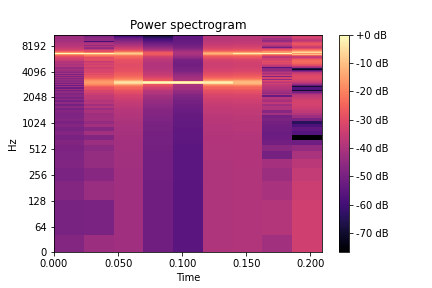 Power spectrogram
8192
4096
2048
1024
512
256
128
64
0
Hz
0.000 0.050 0.100 0.150 0.200
Time
+0 dB
-10 dB
-20 dB
-30 dB
-40 dB
-50 dB
-60 dB
-70 dB